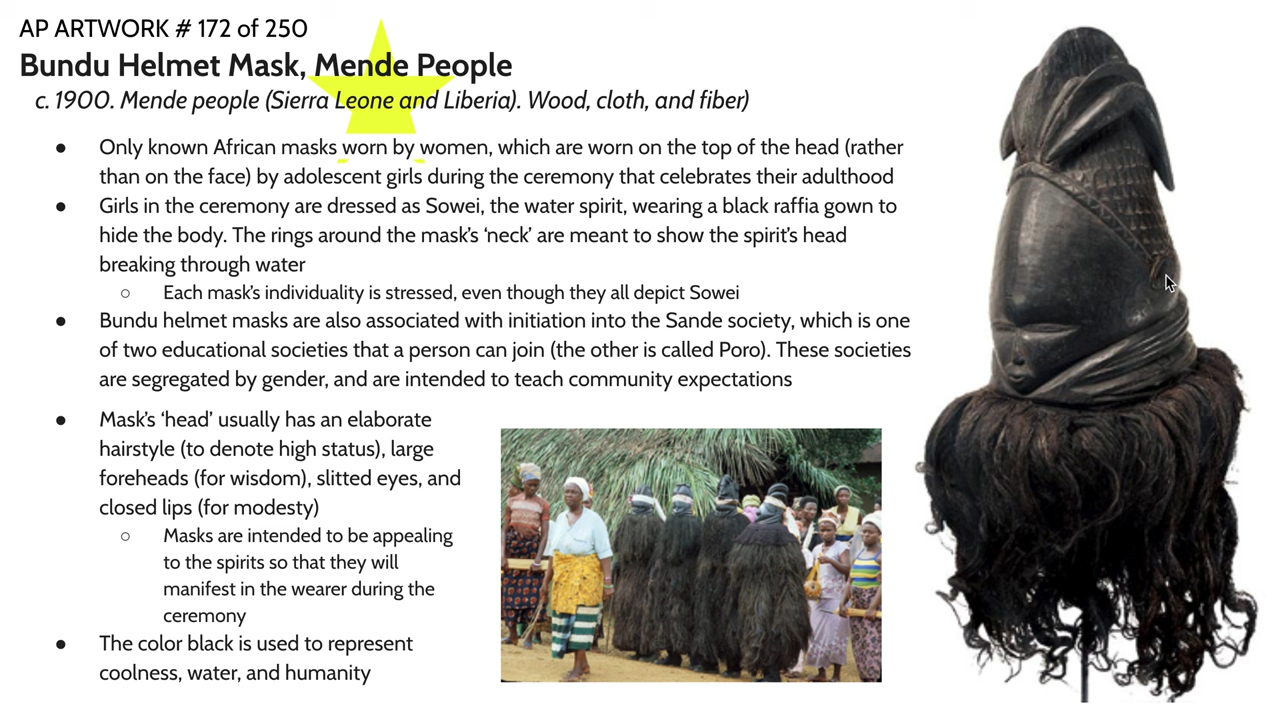 AP ARTWORK # 172 of 250
Bundu Helmet Mask, Mende People
c. 1900. Mende people (Sierra Leone and Liberia). Wood, cloth, and fiber)
● Only known African masks worn by women, which are worn on the top of the head (rather
than on the face) by adolescent girls during the ceremony that celebrates their adulthood
● Girls in the ceremony are dressed as Sowei, the water spirit, wearing a black raffia gown to
hide the body. The rings around the mask's 'neck' are meant to show the spirit's head
breaking through water
○ Each mask's individuality is stressed, even though they all depict Sowei
● Bundu helmet masks are also associated with initiation into the Sande society, which is one
of two educational societies that a person can join (the other is called Poro). These societies
are segregated by gender, and are intended to teach community expectations
● Mask's 'head' usually has an elaborate
hairstyle (to denote high status), large
foreheads (for wisdom), slitted eyes, and
closed lips (for modesty)
○ Masks are intended to be appealing
to the spirits so that they will
manifest in the wearer during the
ceremony
● The color black is used to represent
coolness, water, and humanity